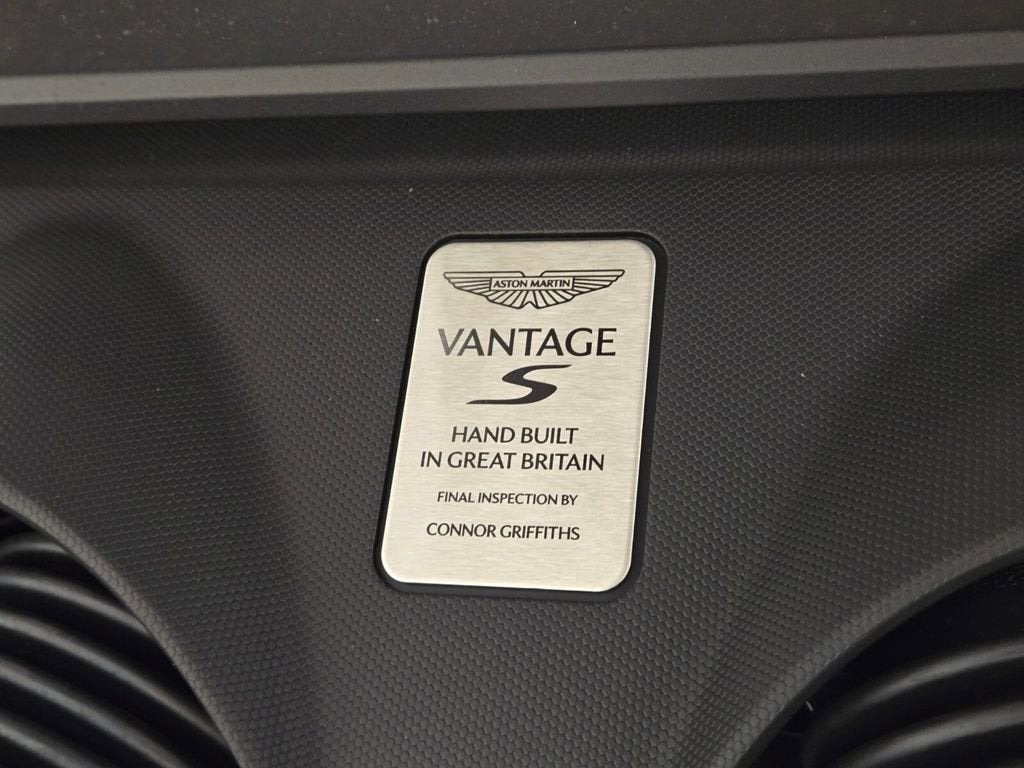 ASTON MARTIN
VANTAGE
S
HAND BUILT
IN GREAT BRITAIN
FINAL INSPECTION BY
CONNOR GRIFFITHS